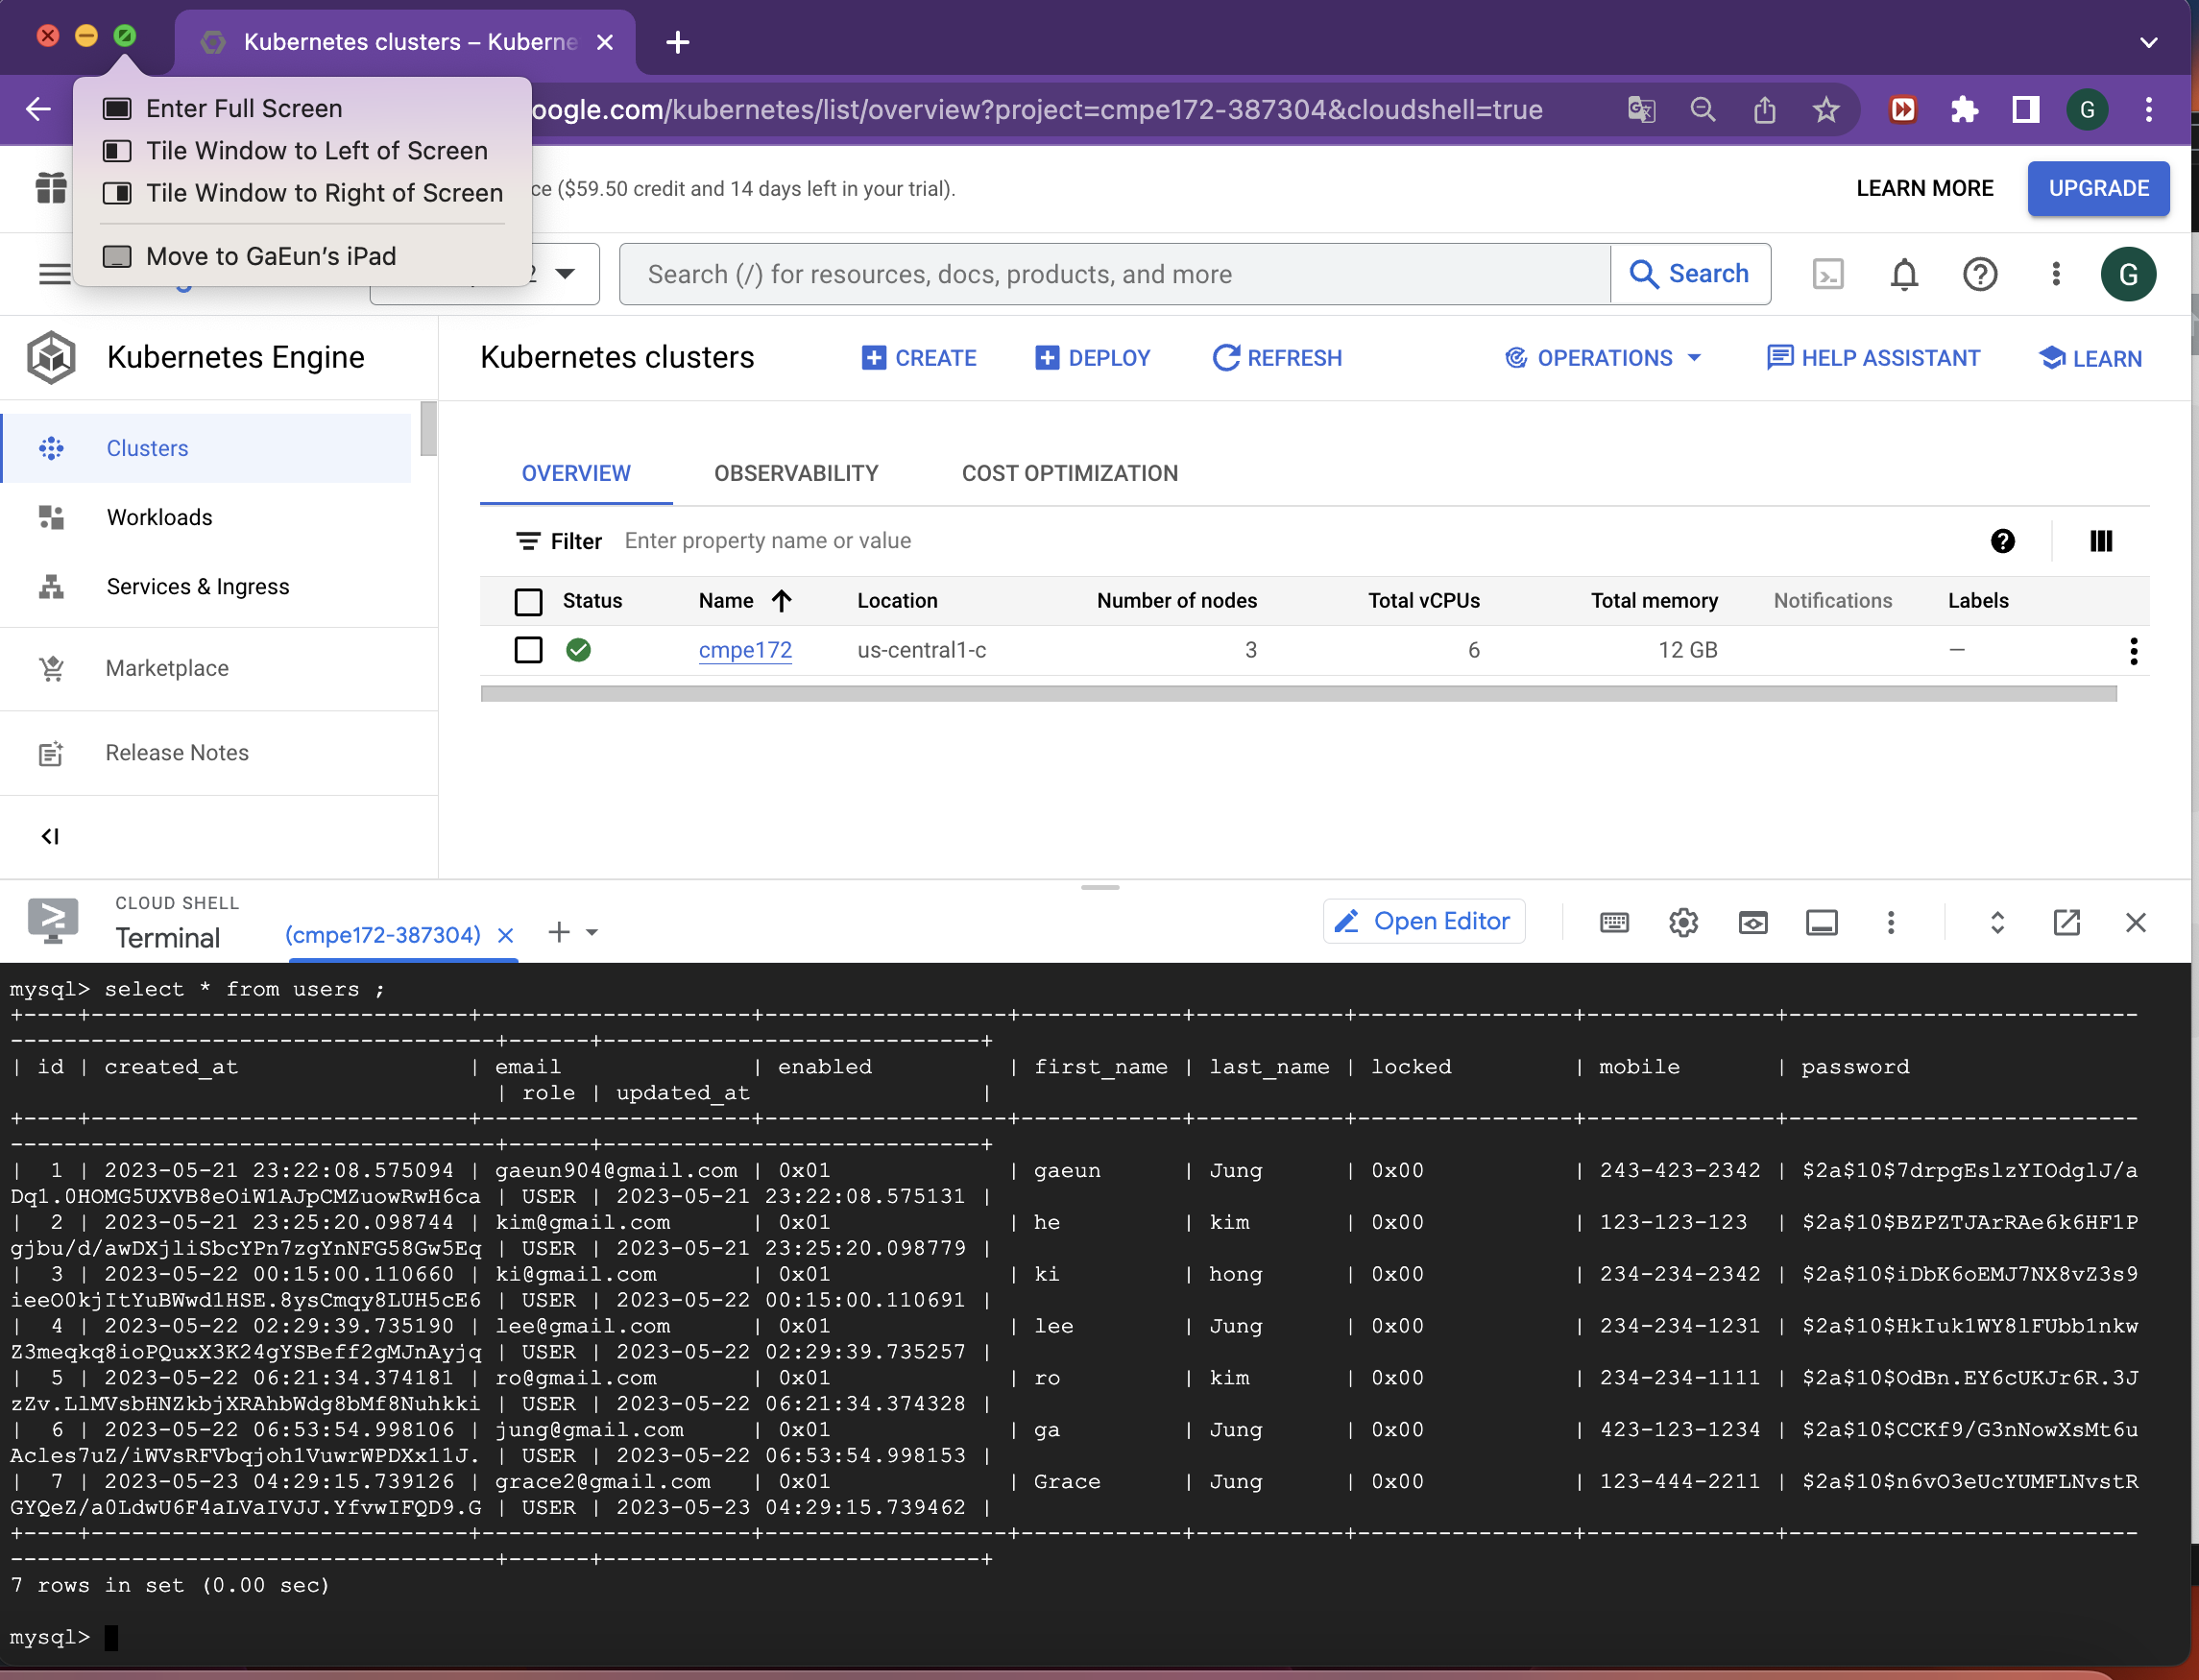 Kubernetes clusters – Kuberne
Enter Full Screen
Tile Window to Left of Screen
Tile Window to Right of Screen
Move to GaEun's iPad
oogle.com/kubernetes/list/overview?project=cmpe172-387304&cloudshell=true
G
ce ($59.50 credit and 14 days left in your trial).
LEARN MORE
UPGRADE
2
Search (/) for resources, docs, products, and more
Search
G
Kubernetes Engine
Kubernetes clusters
CREATE
DEPLOY
REFRESH
OPERATIONS
HELP ASSISTANT
LEARN
Clusters
Workloads
Services & Ingress
Marketplace
Release Notes
OVERVIEW
OBSERVABILITY
COST OPTIMIZATION
Filter Enter property name or value
Status Name Location Number of nodes Total vCPUs Total memory Notifications Labels
cmpe172 us-central1-c 3 6 12 GB —
CLOUD SHELL
Terminal
(cmpe172-387304)
Open Editor
mysql> select * from users ;
+----+----------------------------+--------------------+------------------+------------+-----------+----------------+--------------+--------------------------
------------------------------------+------+----------------------------+
| id | created_at | email | enabled | first_name | last_name | locked | mobile | password
| role | updated_at |
+----+----------------------------+--------------------+------------------+------------+-----------+----------------+--------------+--------------------------
------------------------------------+------+----------------------------+
| 1 | 2023-05-21 23:22:08.575094 | gaeun904@gmail.com | 0x01 | gaeun | Jung | 0x00 | 243-423-2342 | $2a$10$7drpgEslzYIOdglJ/a
Dq1.0HOMG5UXVB8eOiW1AJpCMZuowRwH6ca | USER | 2023-05-21 23:22:08.575131 |
| 2 | 2023-05-21 23:25:20.098744 | kim@gmail.com | 0x01 | he | kim | 0x00 | 123-123-123 | $2a$10$BZPZTJArRAe6k6HF1P
gjbu/d/awDXjliSbcYPn7zgYnNFG58Gw5Eq | USER | 2023-05-21 23:25:20.098779 |
| 3 | 2023-05-22 00:15:00.110660 | ki@gmail.com | 0x01 | ki | hong | 0x00 | 234-234-2342 | $2a$10$iDbK6oEMJ7NX8vZ3s9
ieeO0kjItYuBWwd1HSE.8ysCmqy8LUH5cE6 | USER | 2023-05-22 00:15:00.110691 |
| 4 | 2023-05-22 02:29:39.735190 | lee@gmail.com | 0x01 | lee | Jung | 0x00 | 234-234-1231 | $2a$10$HkIuk1WY8lFUbb1nkw
Z3meqkq8ioPQuxX3K24gYSBeff2gMJnAyjq | USER | 2023-05-22 02:29:39.735257 |
| 5 | 2023-05-22 06:21:34.374181 | ro@gmail.com | 0x01 | ro | kim | 0x00 | 234-234-1111 | $2a$10$OdBn.EY6cUKJr6R.3J
zZv.LlMVsbHNZkbjXRAhbWdg8bMf8Nuhkki | USER | 2023-05-22 06:21:34.374328 |
| 6 | 2023-05-22 06:53:54.998106 | jung@gmail.com | 0x01 | ga | Jung | 0x00 | 423-123-1234 | $2a$10$CCKf9/G3nNowXsMt6u
Acles7uZ/iWVsRFVbqjoh1VuwrWPDXx11J. | USER | 2023-05-22 06:53:54.998153 |
| 7 | 2023-05-23 04:29:15.739126 | grace2@gmail.com | 0x01 | Grace | Jung | 0x00 | 123-444-2211 | $2a$10$n6vO3eUcYUMFLNvstR
GYQeZ/a0LdwU6F4aLVaIVJJ.YfvwIFQD9.G | USER | 2023-05-23 04:29:15.739462 |
+----+----------------------------+--------------------+------------------+------------+-----------+----------------+--------------+--------------------------
------------------------------------+------+----------------------------+
7 rows in set (0.00 sec)
mysql>